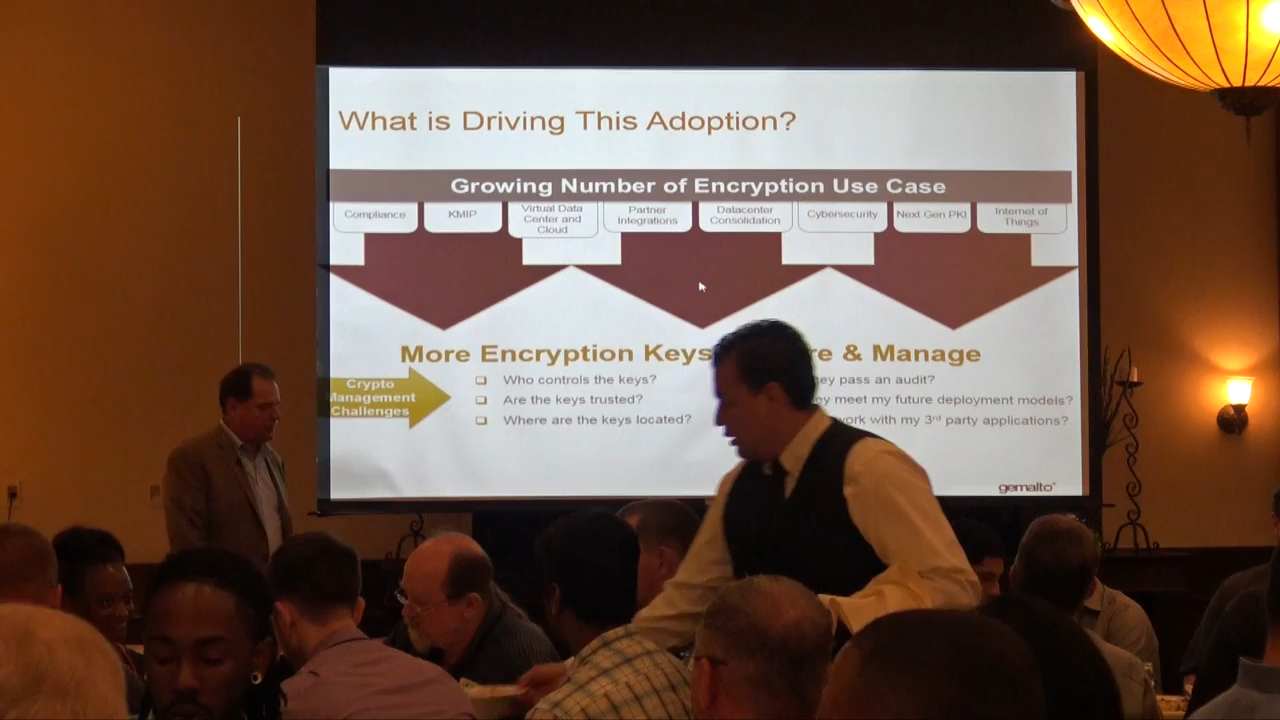 What is Driving This Adoption?
Growing Number of Encryption Use Case
Compliance
KMIP
Virtual Data
Center and
Cloud
Partner
Integrations
Datacenter
Consolidation
Cybersecurity
Next Gen PKI
Internet of
Things
More Encryption Keys & Manage
Crypto
Management
Challenges
Who controls the keys?
Are the keys trusted?
Where are the keys located?
pass an audit?
meet my future deployment models?
work with my 3rd party applications?
gemalto